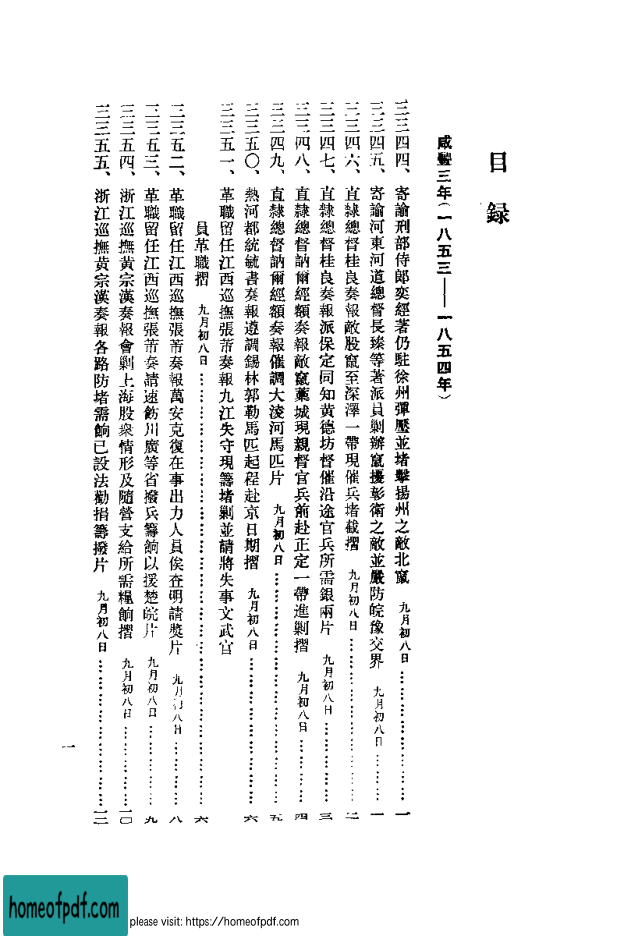 目録
咸豐三年（一八五三——一八五四年）
三三四四、寄諭刑部侍郎奕經著仍駐徐州彈壓並堵擊揚州之敵北竄 九月初八日……一
三三四五、寄諭河東河道總督長臻等著派員剿辦竄擾彰衛之敵並嚴防皖豫交界 九月初八日……一
三三四六、直隸總督桂良奏報敵股竄至深澤一帶現催兵堵截摺 九月初八日……二
三三四七、直隸總督桂良奏報派保定同知黃德坊督催沿途官兵所需銀兩片 九月初八日……三
三三四八、直隸總督訥爾經額奏報敵竄藁城現親督官兵前赴正定一帶進剿摺 九月初八日……四
三三四九、直隸總督訥爾經額奏報催調大淩河馬匹片 九月初八日……五
三三五〇、熱河都統毓書奏報遵調錫林郭勒馬匹起程赴京日期摺 九月初八日……六
三三五一、革職留任江西巡撫張芾奏報九江失守現籌堵剿並請將失事文武官
員革職摺 九月初八日……六
三三五二、革職留任江西巡撫張芾奏報萬安克復在事出力人員俟查明請獎片 九月初八日……八
三三五三、革職留任江西巡撫張芾奏請速飭川廣等省撥兵籌餉以援楚皖片 九月初八日……九
三三五四、浙江巡撫黃宗漢奏報會剿上海股衆情形及隨營支給所需糧餉摺 九月初八日……一〇
三三五五、浙江巡撫黃宗漢奏報各路防堵需餉已設法勸捐籌撥片 九月初八日……一二
一
homeofpdf.com
please visit: https://homeofpdf.com